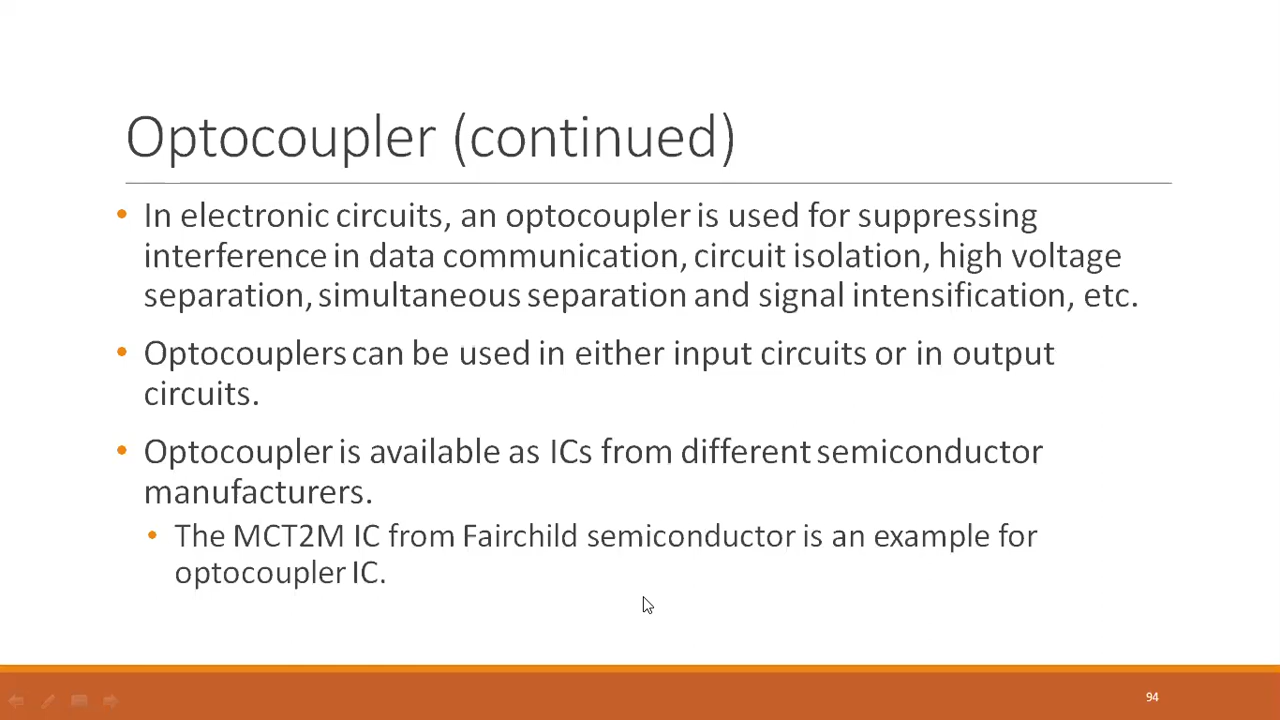 Optocoupler (continued)
• In electronic circuits, an optocoupler is used for suppressing
interference in data communication, circuit isolation, high voltage
separation, simultaneous separation and signal intensification, etc.
• Optocouplers can be used in either input circuits or in output
circuits.
• Optocoupler is available as ICs from different semiconductor
manufacturers.
• The MCT2M IC from Fairchild semiconductor is an example for
optocoupler IC.
94